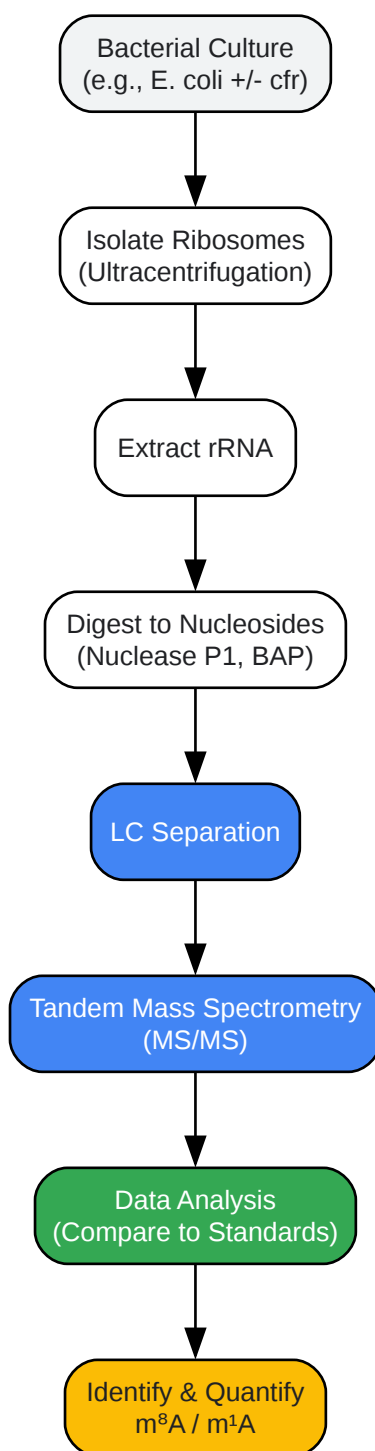 Bacterial Culture
(e.g., E. coli +/- cfr)
Isolate Ribosomes
(Ultracentrifugation)
Extract rRNA
Digest to Nucleosides
(Nuclease P1, BAP)
LC Separation
Tandem Mass Spectrometry
(MS/MS)
Data Analysis
(Compare to Standards)
Identify & Quantify
m⁸A / m¹A